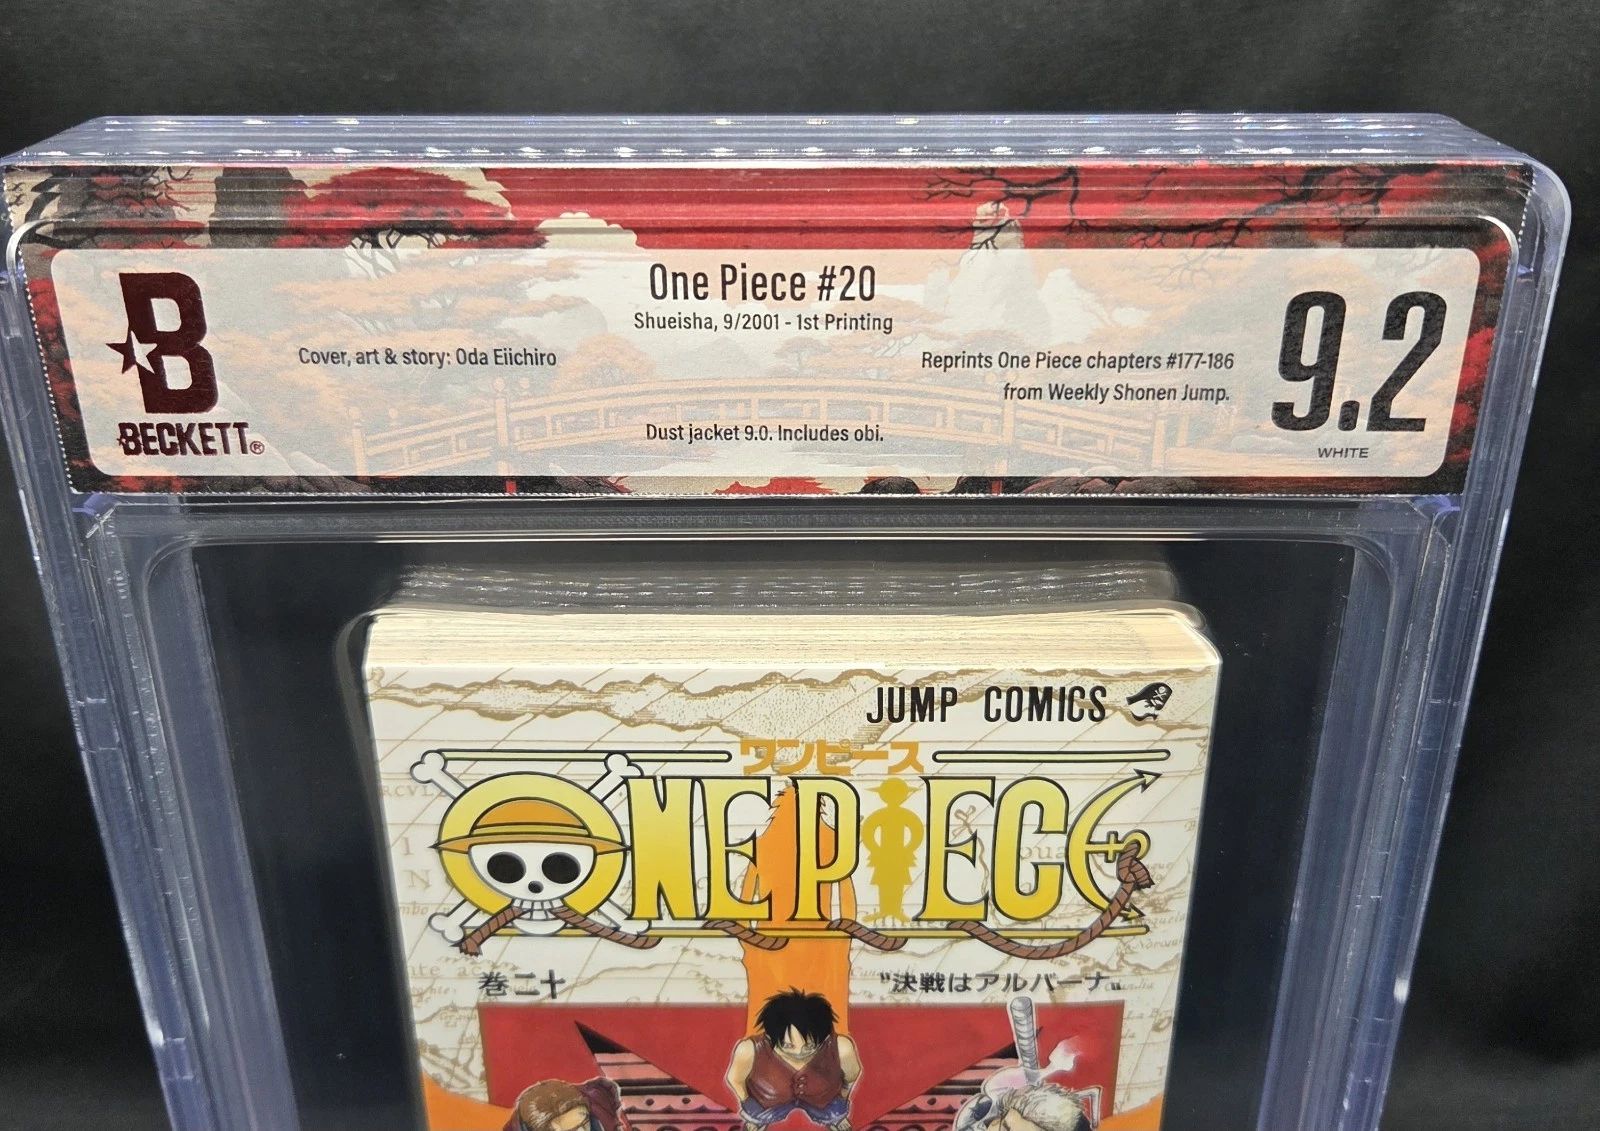 One Piece #20
Shueisha, 9/2001 - 1st Printing
Cover, art & story: Oda Eiichiro
Reprints One Piece chapters #177-186
from Weekly Shonen Jump.
Dust jacket 9.0. Includes obi.
B
BECKETT®
9.2
WHITE
JUMP COMICS
ワンピース
ONE PIECE
巻二十
"決戦はアルバーナ"